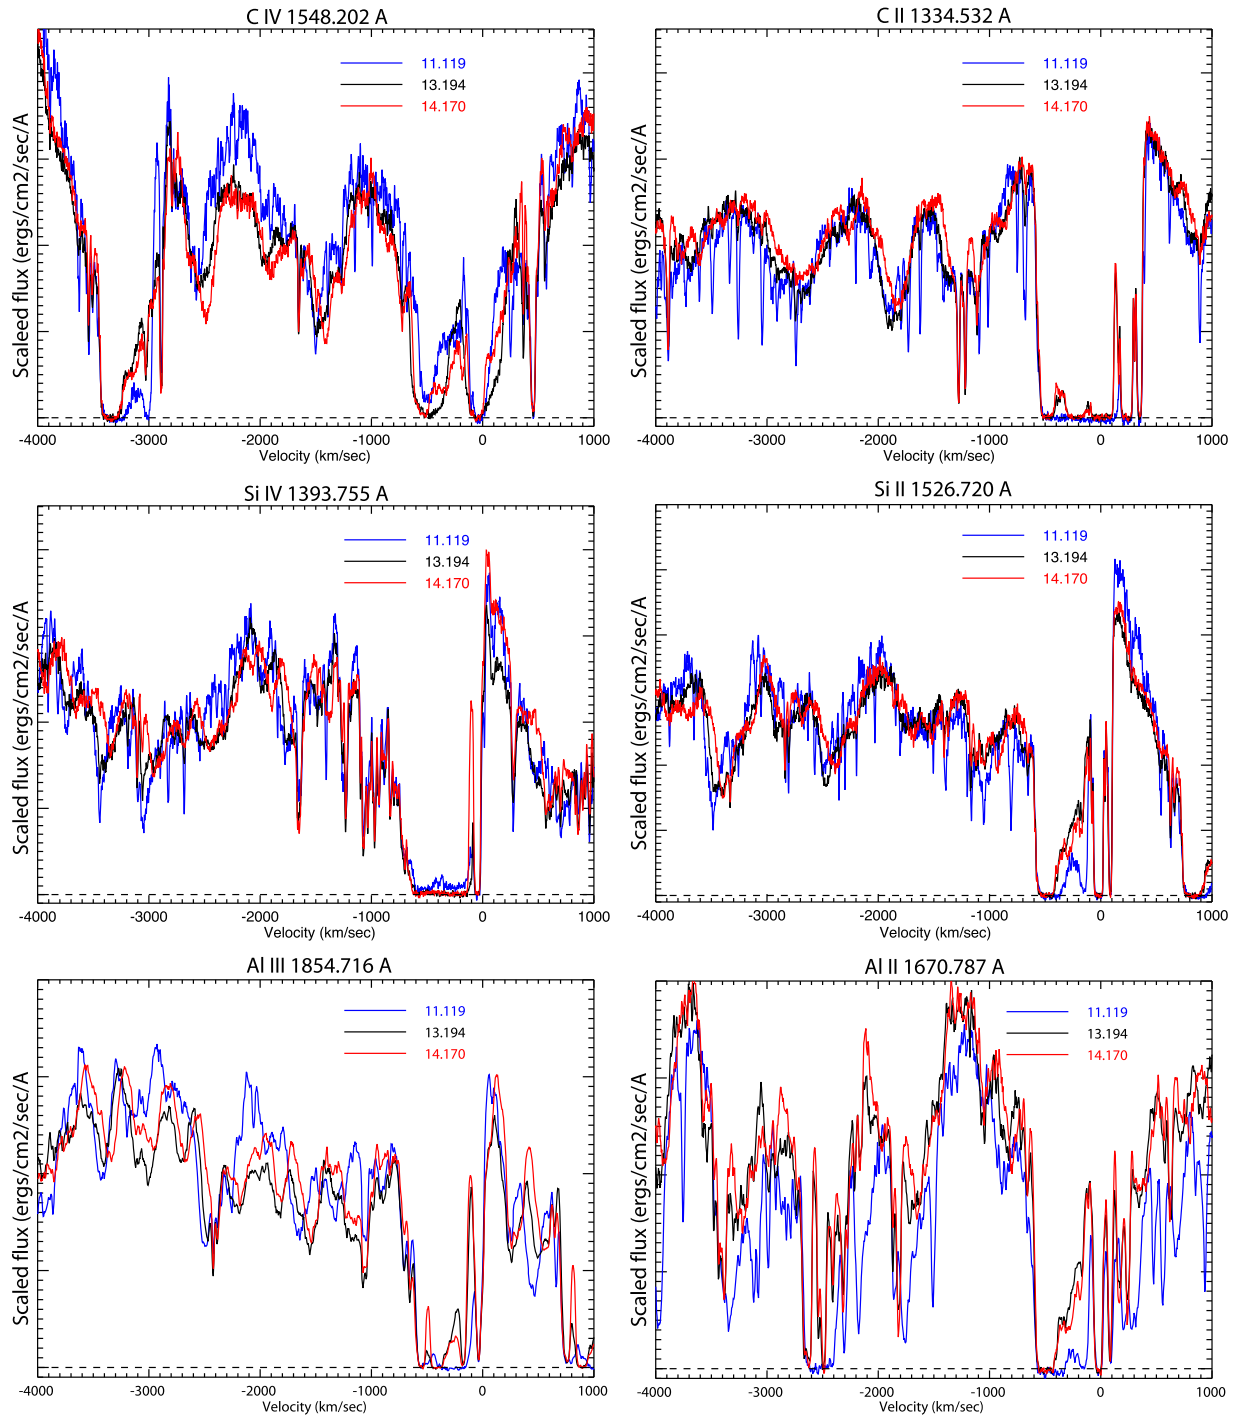 C IV 1548.202 A
11.119
13.194
14.170
Scaleed flux (ergs/cm2/sec/A
-4000 -3000 -2000 -1000 0 1000
Velocity (km/sec)
C II 1334.532 A
11.119
13.194
14.170
Scaled flux (ergs/cm2/sec/A
-4000 -3000 -2000 -1000 0 1000
Velocity (km/sec)
Si IV 1393.755 A
11.119
13.194
14.170
Scaled flux (ergs/cm2/sec/A
-4000 -3000 -2000 -1000 0 1000
Velocity (km/sec)
Si II 1526.720 A
11.119
13.194
14.170
Scaled flux (ergs/cm2/sec/A
-4000 -3000 -2000 -1000 0 1000
Velocity (km/sec)
Al III 1854.716 A
11.119
13.194
14.170
Scaled flux (ergs/cm2/sec/A
-4000 -3000 -2000 -1000 0 1000
Velocity (km/sec)
Al II 1670.787 A
11.119
13.194
14.170
Scaled flux (ergs/cm2/sec/A
-4000 -3000 -2000 -1000 0 1000
Velocity (km/sec)